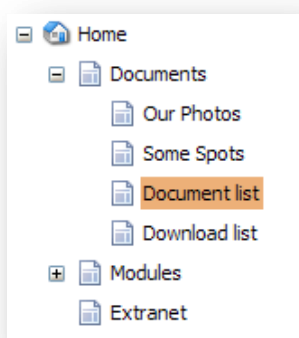 Home
Documents
Our Photos
Some Spots
Document list
Download list
Modules
Extranet